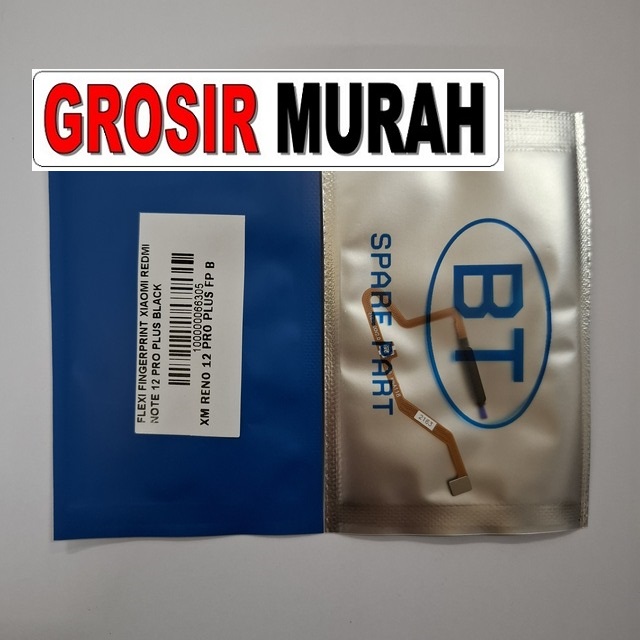 GROSIR MURAH
FLEXI FINGERPRINT XIAOMI REDMI
NOTE 12 PRO PLUS BLACK
100000066305
XM RENO 12 PRO PLUS FP B
SPARE PART
BT
5163